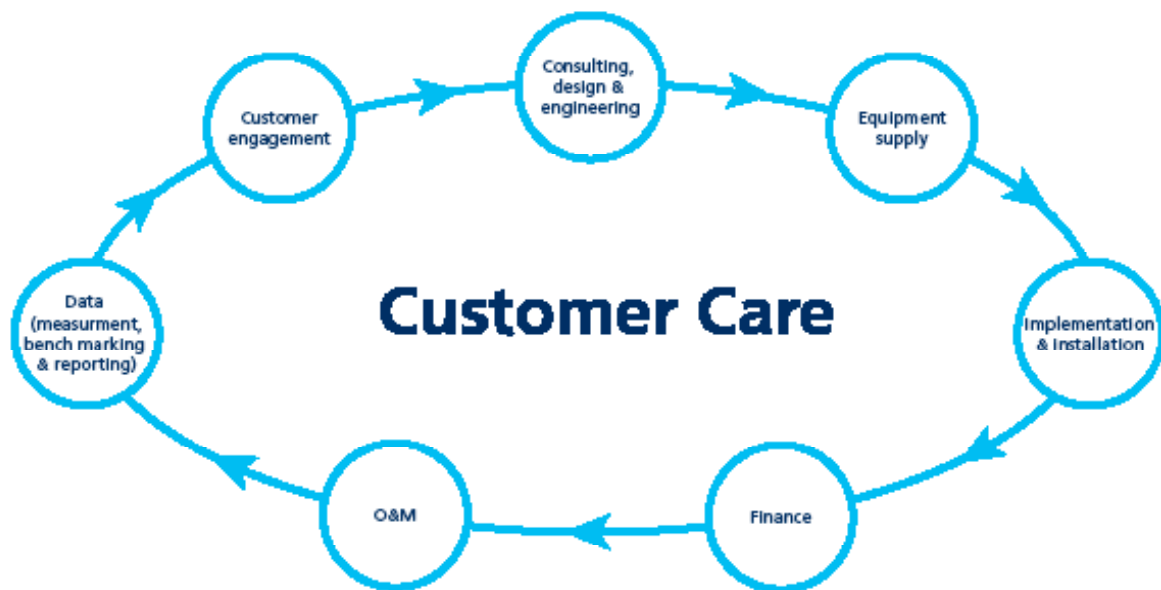 Consulting,
design &
engineering
Customer
engagement
Equipment
supply
Customer Care
Data
(measurment,
bench marking
& reporting)
Implementation
& installation
O&M
Finance